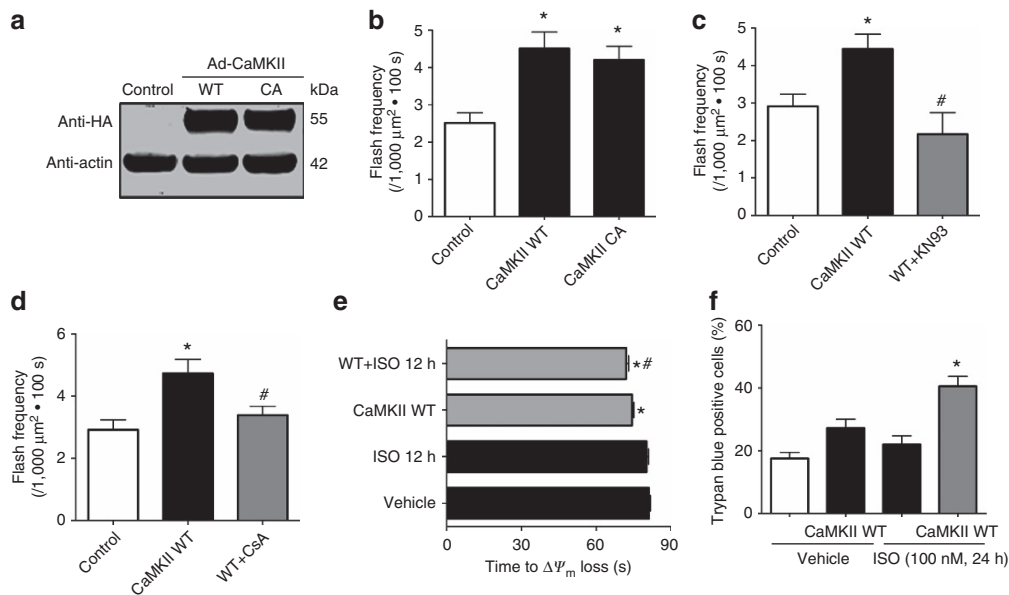 a
Ad-CaMKII
Control WT CA kDa
Anti-HA 55
Anti-actin 42
b
Flash frequency
(/1,000 μm² • 100 s)
5
4
3
2
1
0
*
*
Control
CaMKII WT
CaMKII CA
c
Flash frequency
(/1,000 μm² • 100 s)
5
4
3
2
1
0
*
#
Control
CaMKII WT
WT+KN93
d
Flash frequency
(/1,000 μm² • 100 s)
6
4
2
0
*
#
Control
CaMKII WT
WT+CsA
e
WT+ISO 12 h
* #
CaMKII WT
*
ISO 12 h
Vehicle
0 30 60 90
Time to ΔΨm loss (s)
f
Trypan blue positive cells (%)
60
40
20
0
*
CaMKII WT CaMKII WT
Vehicle ISO (100 nM, 24 h)